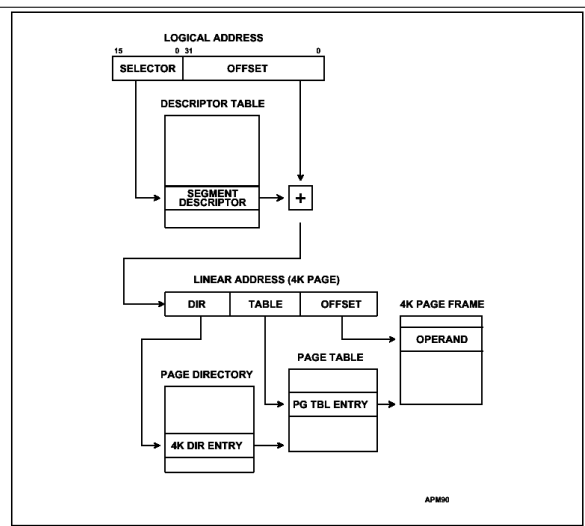 LOGICAL ADDRESS
15 0 31 0
SELECTOR OFFSET
DESCRIPTOR TABLE
SEGMENT
DESCRIPTOR
+
LINEAR ADDRESS (4K PAGE)
DIR TABLE OFFSET
4K PAGE FRAME
OPERAND
PAGE TABLE
PAGE DIRECTORY
PG TBL ENTRY
4K DIR ENTRY
APM90